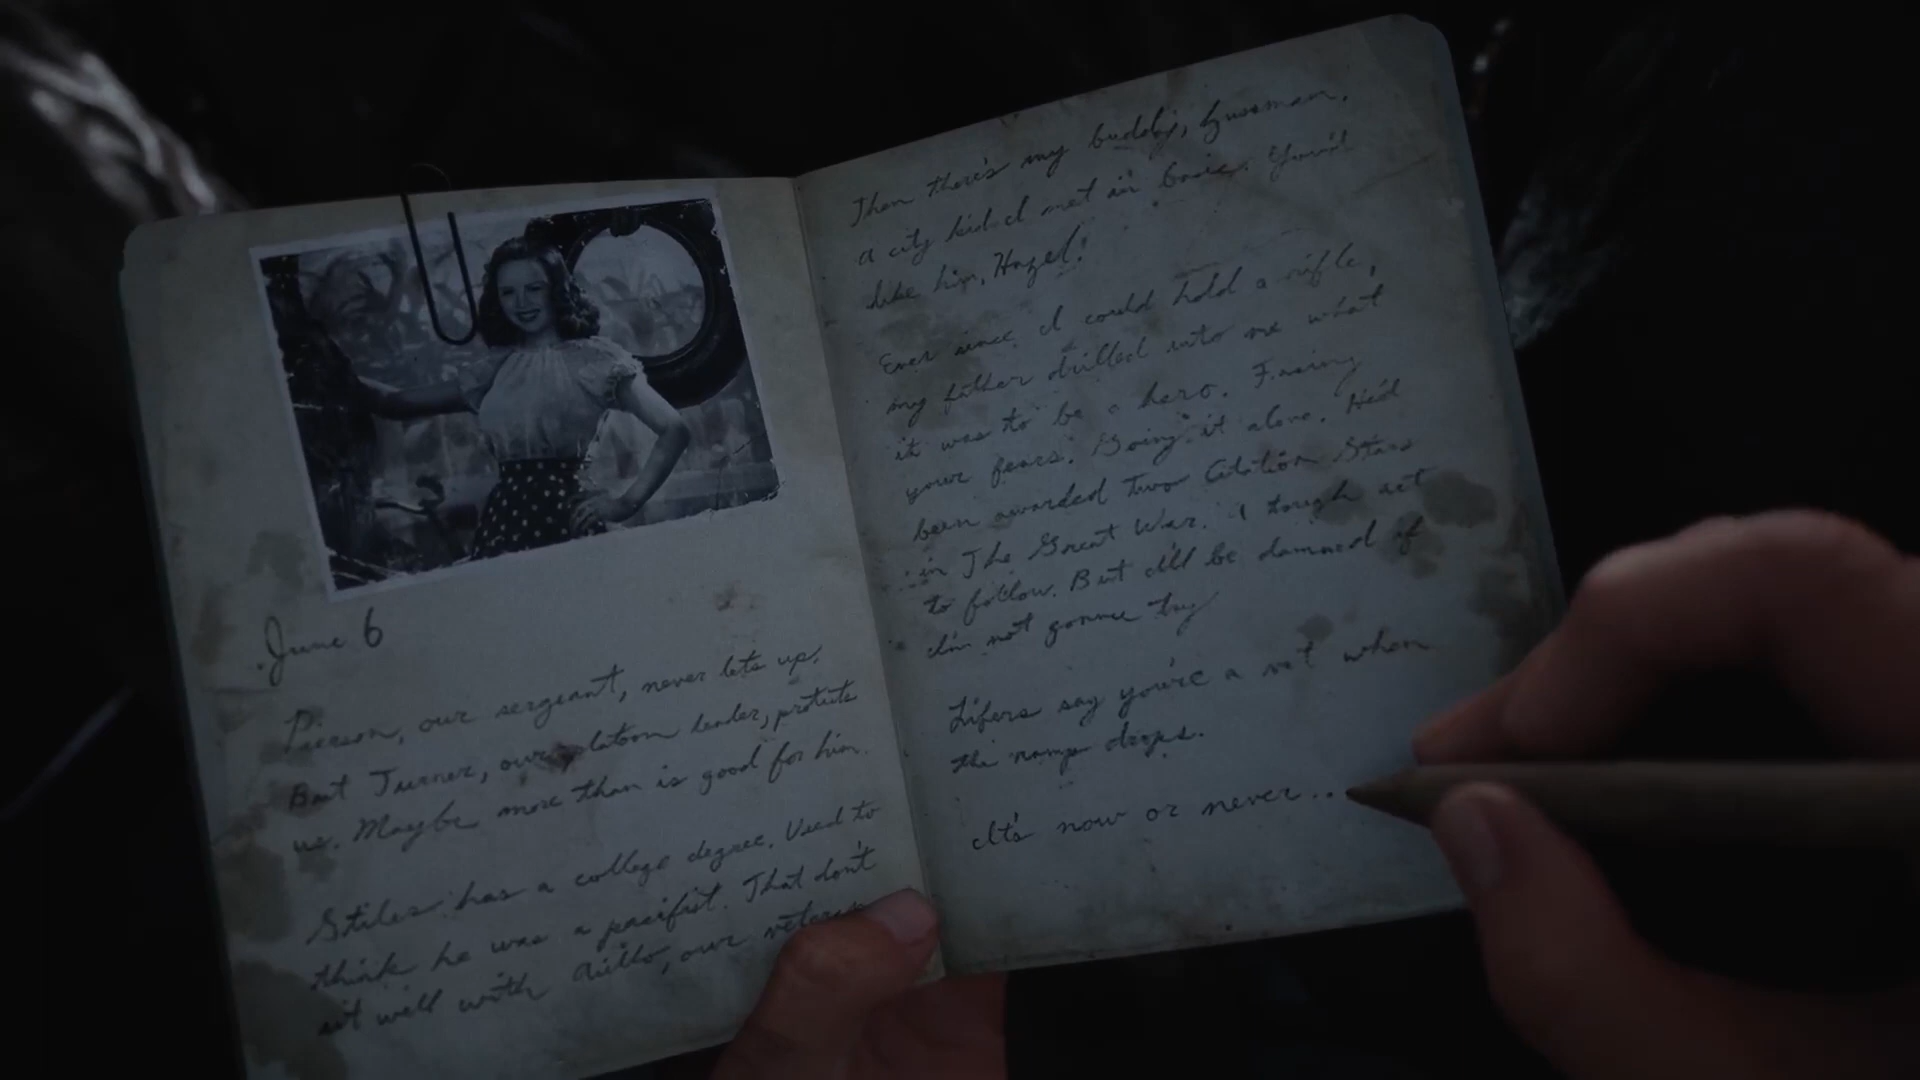 June 6
Pierson, our sergeant, never lets up.
But Turner, our platoon leader, protects
us. Maybe more than is good for him.
Stiles has a college degree. Used to
think he was a pacifist. That don't
sit well with Aiello, our veteran
Then there's my buddy, Zussman,
a city kid I met in basic. You'd
like him, Hazel!
Ever since I could hold a rifle,
my father drilled into me what
it was to be a hero. Facing
your fears. Going it alone. He'd
been awarded Two Citation Stars
in The Great War. A tough act
to follow. But I'll be damned if
I'm not gonna try
Lifers say you're a vet when
the ramp drops.
It's now or never...